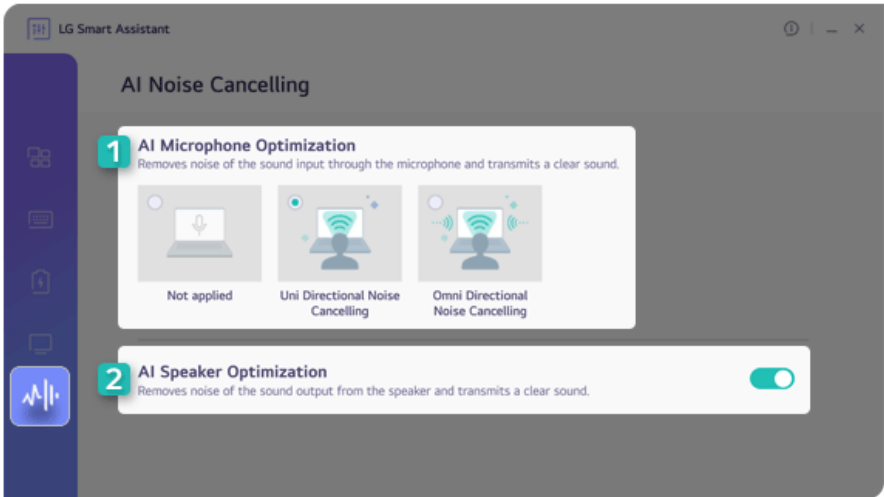 LG Smart Assistant
AI Noise Cancelling
1
AI Microphone Optimization
Removes noise of the sound input through the microphone and transmits a clear sound.
Not applied
Uni Directional Noise
Cancelling
Omni Directional
Noise Cancelling
2
AI Speaker Optimization
Removes noise of the sound output from the speaker and transmits a clear sound.